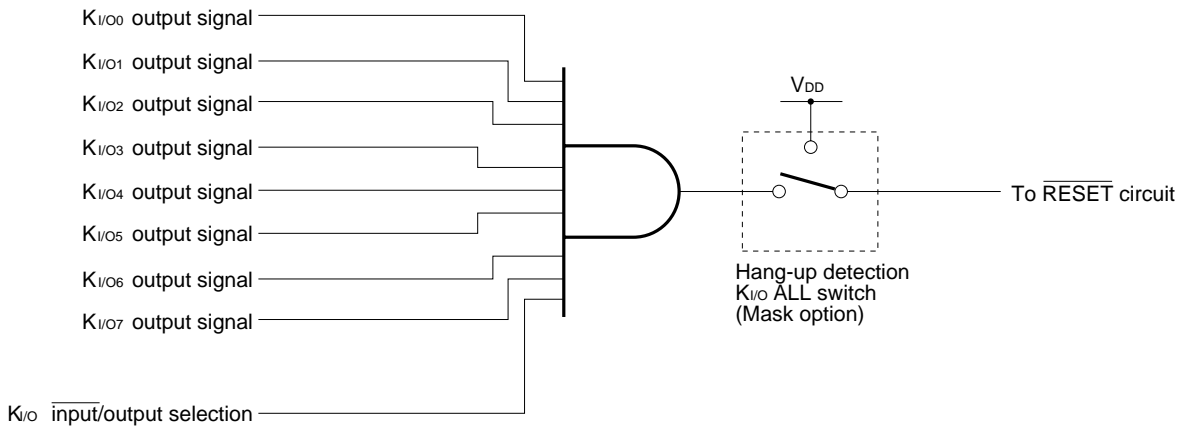 KI/O0 output signal
KI/O1 output signal
KI/O2 output signal
KI/O3 output signal
KI/O4 output signal
KI/O5 output signal
KI/O6 output signal
KI/O7 output signal
KI/O input/output selection
VDD
Hang-up detection
KI/O ALL switch
(Mask option)
To RESET circuit